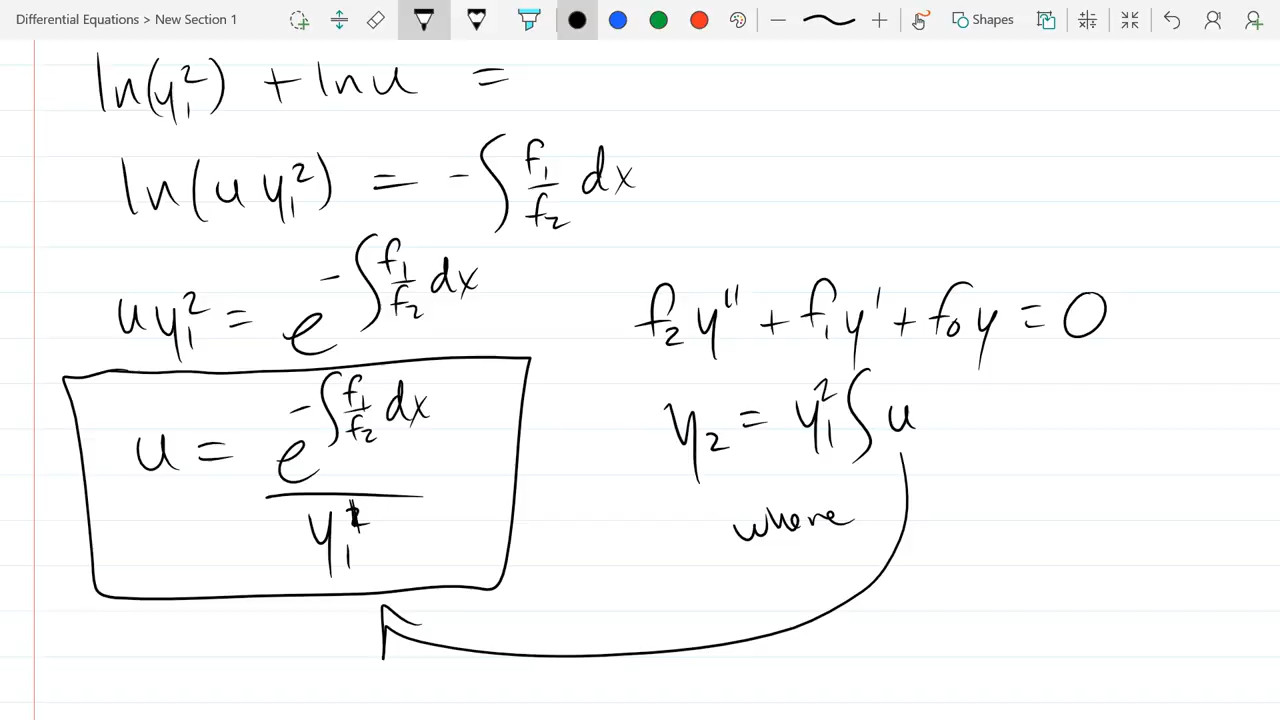 Differential Equations > New Section 1
Shapes
ln(y₁²) + ln u =
ln(u y₁²) = -∫ f₁/f₂ dx
u y₁² = e^(-∫ f₁/f₂ dx)
f₂y'' + f₁y' + f₀y = 0
u = e^(-∫ f₁/f₂ dx) / y₁²
y₂ = y₁² ∫ u
where